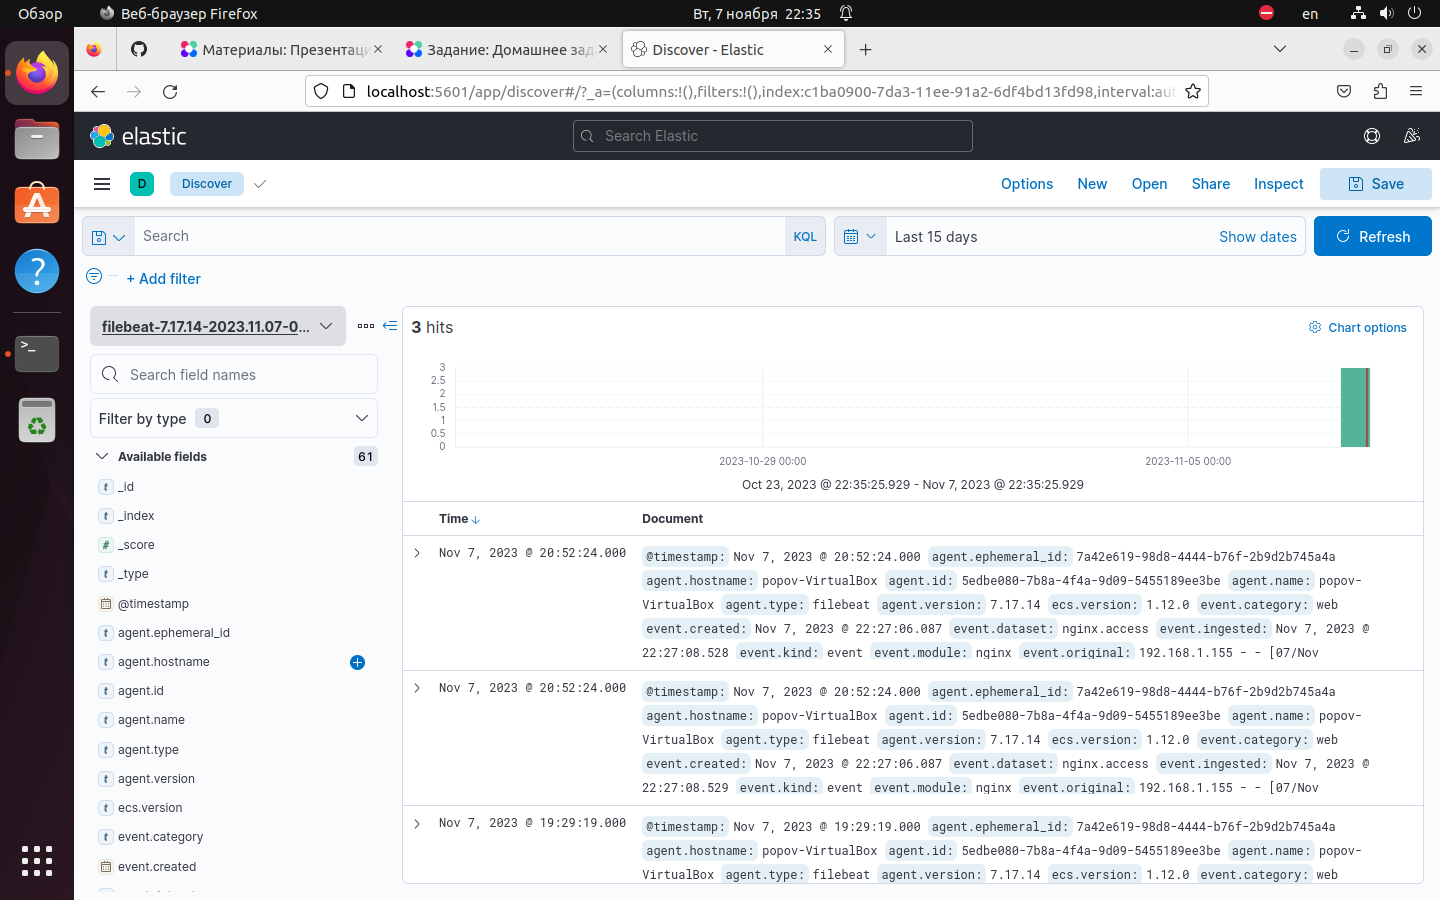 Обзор
Веб-браузер Firefox
Вт, 7 ноября 22:35
en
Материалы: Презентаци
Задание: Домашнее зад
Discover - Elastic
localhost:5601/app/discover#/?_a=(columns:!(),filters:!(),index:c1ba0900-7da3-11ee-91a2-6df4bd13fd98,interval:aut
elastic
Search Elastic
D
Discover
Options
New
Open
Share
Inspect
Save
Search
KQL
Last 15 days
Show dates
Refresh
+ Add filter
filebeat-7.17.14-2023.11.07-0...
3 hits
Chart options
Search field names
Filter by type 0
Available fields
61
t _id
t _index
# _score
t _type
@timestamp
t agent.ephemeral_id
t agent.hostname
t agent.id
t agent.name
t agent.type
t agent.version
t ecs.version
t event.category
event.created
3
2.5
2
1.5
1
0.5
0
2023-10-29 00:00
2023-11-05 00:00
Oct 23, 2023 @ 22:35:25.929 - Nov 7, 2023 @ 22:35:25.929
Time
Document
Nov 7, 2023 @ 20:52:24.000
@timestamp: Nov 7, 2023 @ 20:52:24.000 agent.ephemeral_id: 7a42e619-98d8-4444-b76f-2b9d2b745a4a
agent.hostname: popov-VirtualBox agent.id: 5edbe080-7b8a-4f4a-9d09-5455189ee3be agent.name: popov-
VirtualBox agent.type: filebeat agent.version: 7.17.14 ecs.version: 1.12.0 event.category: web
event.created: Nov 7, 2023 @ 22:27:06.087 event.dataset: nginx.access event.ingested: Nov 7, 2023 @
22:27:08.528 event.kind: event event.module: nginx event.original: 192.168.1.155 - - [07/Nov
Nov 7, 2023 @ 20:52:24.000
@timestamp: Nov 7, 2023 @ 20:52:24.000 agent.ephemeral_id: 7a42e619-98d8-4444-b76f-2b9d2b745a4a
agent.hostname: popov-VirtualBox agent.id: 5edbe080-7b8a-4f4a-9d09-5455189ee3be agent.name: popov-
VirtualBox agent.type: filebeat agent.version: 7.17.14 ecs.version: 1.12.0 event.category: web
event.created: Nov 7, 2023 @ 22:27:06.087 event.dataset: nginx.access event.ingested: Nov 7, 2023 @
22:27:08.529 event.kind: event event.module: nginx event.original: 192.168.1.155 - - [07/Nov
Nov 7, 2023 @ 19:29:19.000
@timestamp: Nov 7, 2023 @ 19:29:19.000 agent.ephemeral_id: 7a42e619-98d8-4444-b76f-2b9d2b745a4a
agent.hostname: popov-VirtualBox agent.id: 5edbe080-7b8a-4f4a-9d09-5455189ee3be agent.name: popov-
VirtualBox agent.type: filebeat agent.version: 7.17.14 ecs.version: 1.12.0 event.category: web